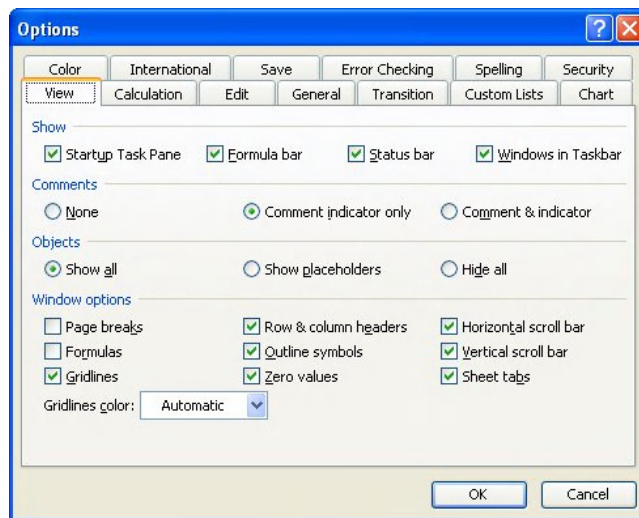 Options
Color International Save Error Checking Spelling Security
View Calculation Edit General Transition Custom Lists Chart
Show
Startup Task Pane Formula bar Status bar Windows in Taskbar
Comments
None Comment indicator only Comment & indicator
Objects
Show all Show placeholders Hide all
Window options
Page breaks Row & column headers Horizontal scroll bar
Formulas Outline symbols Vertical scroll bar
Gridlines Zero values Sheet tabs
Gridlines color: Automatic
OK Cancel